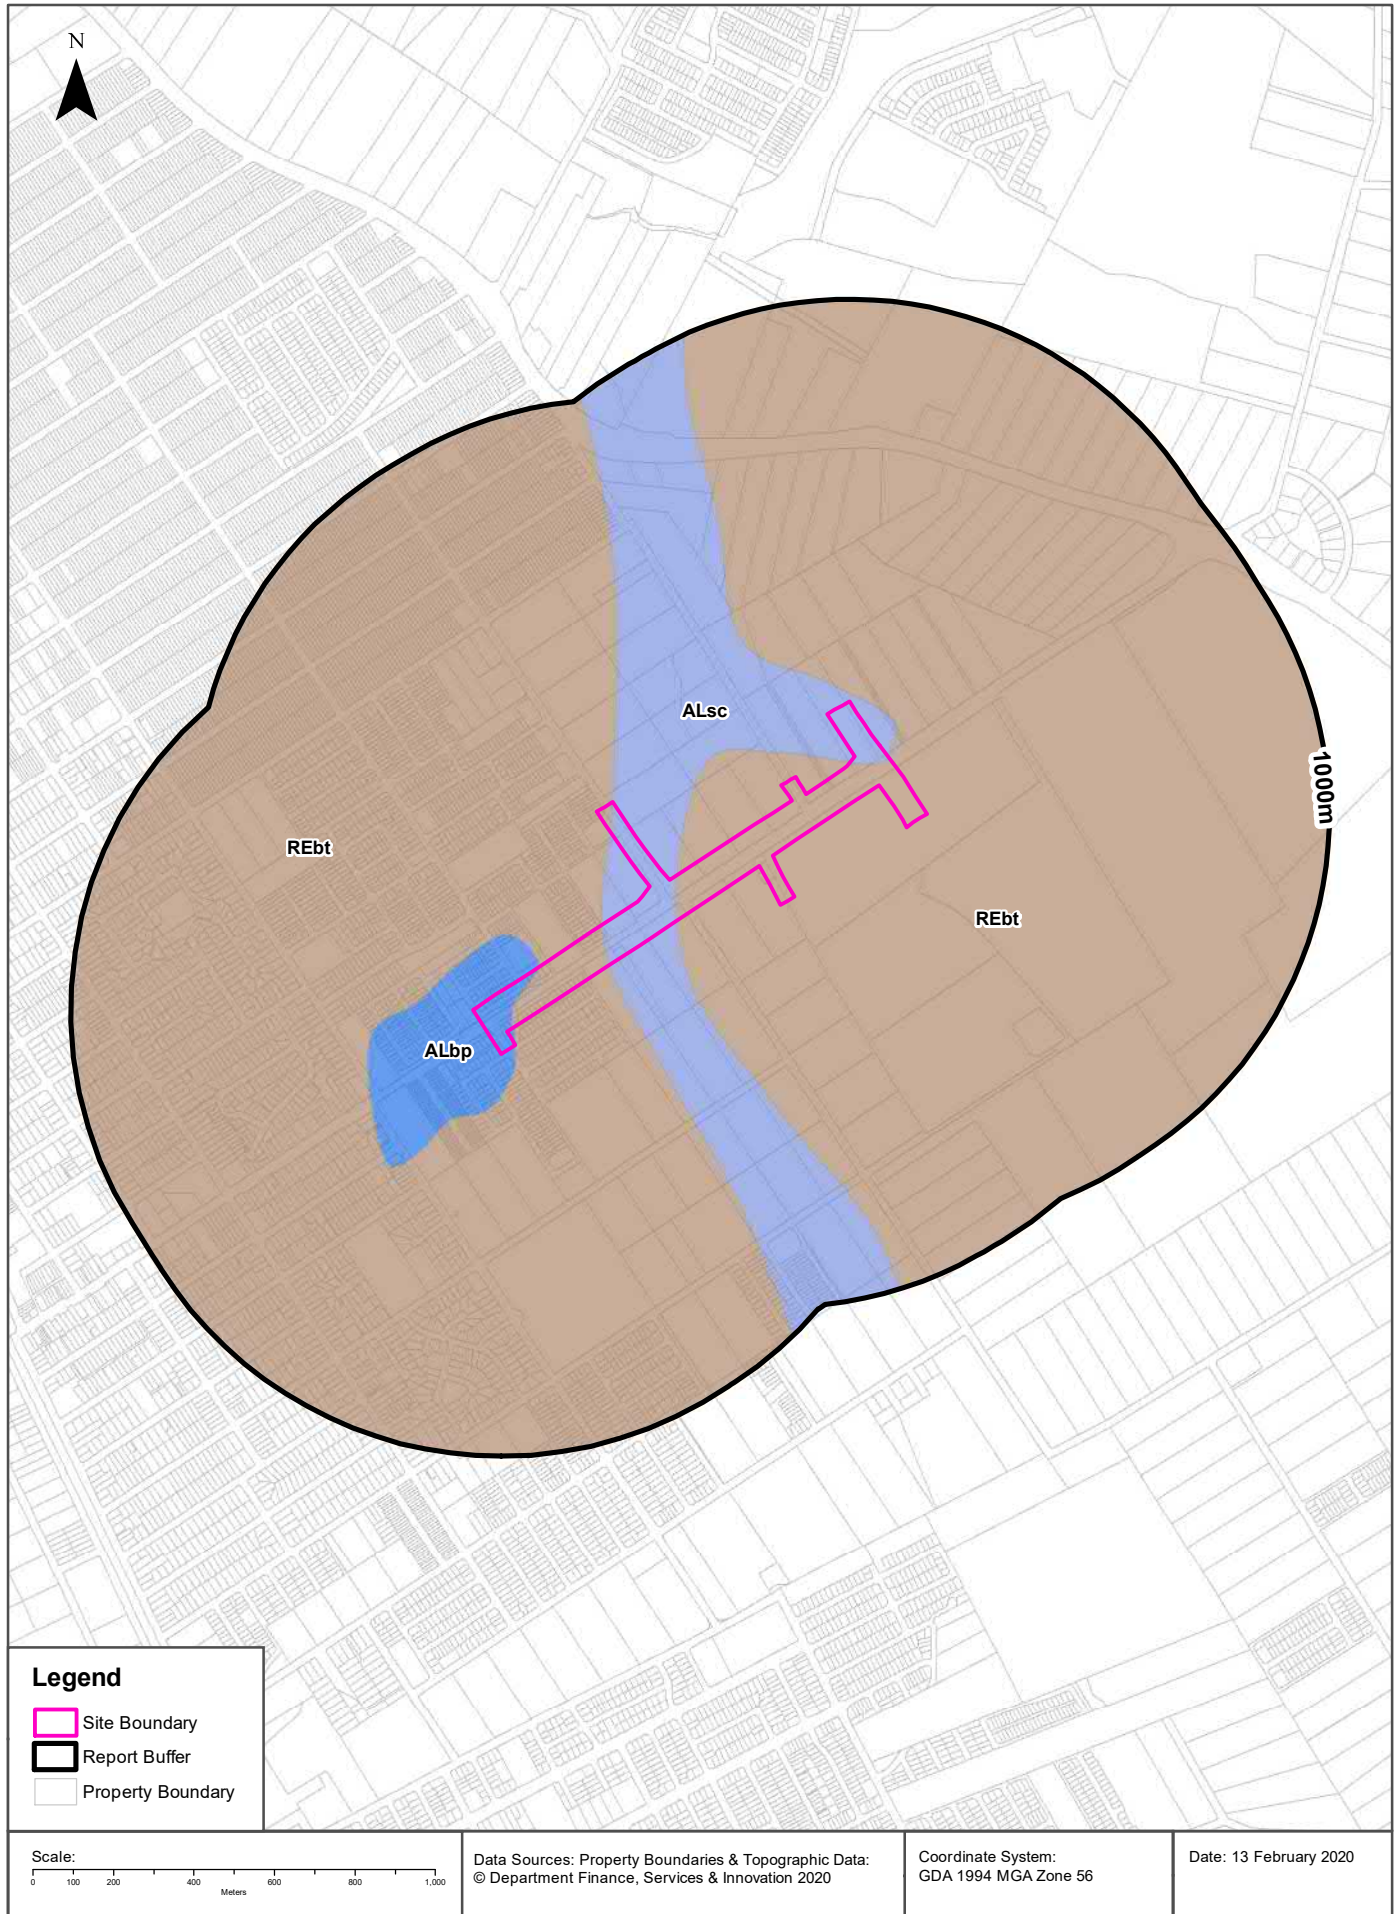 N
ALsc
1000m
REbt
REbt
ALbp
Legend
Site Boundary
Report Buffer
Property Boundary
Scale:
0 100 200 400 600 800 1,000
Meters
Data Sources: Property Boundaries & Topographic Data:
© Department Finance, Services & Innovation 2020
Coordinate System:
GDA 1994 MGA Zone 56
Date: 13 February 2020